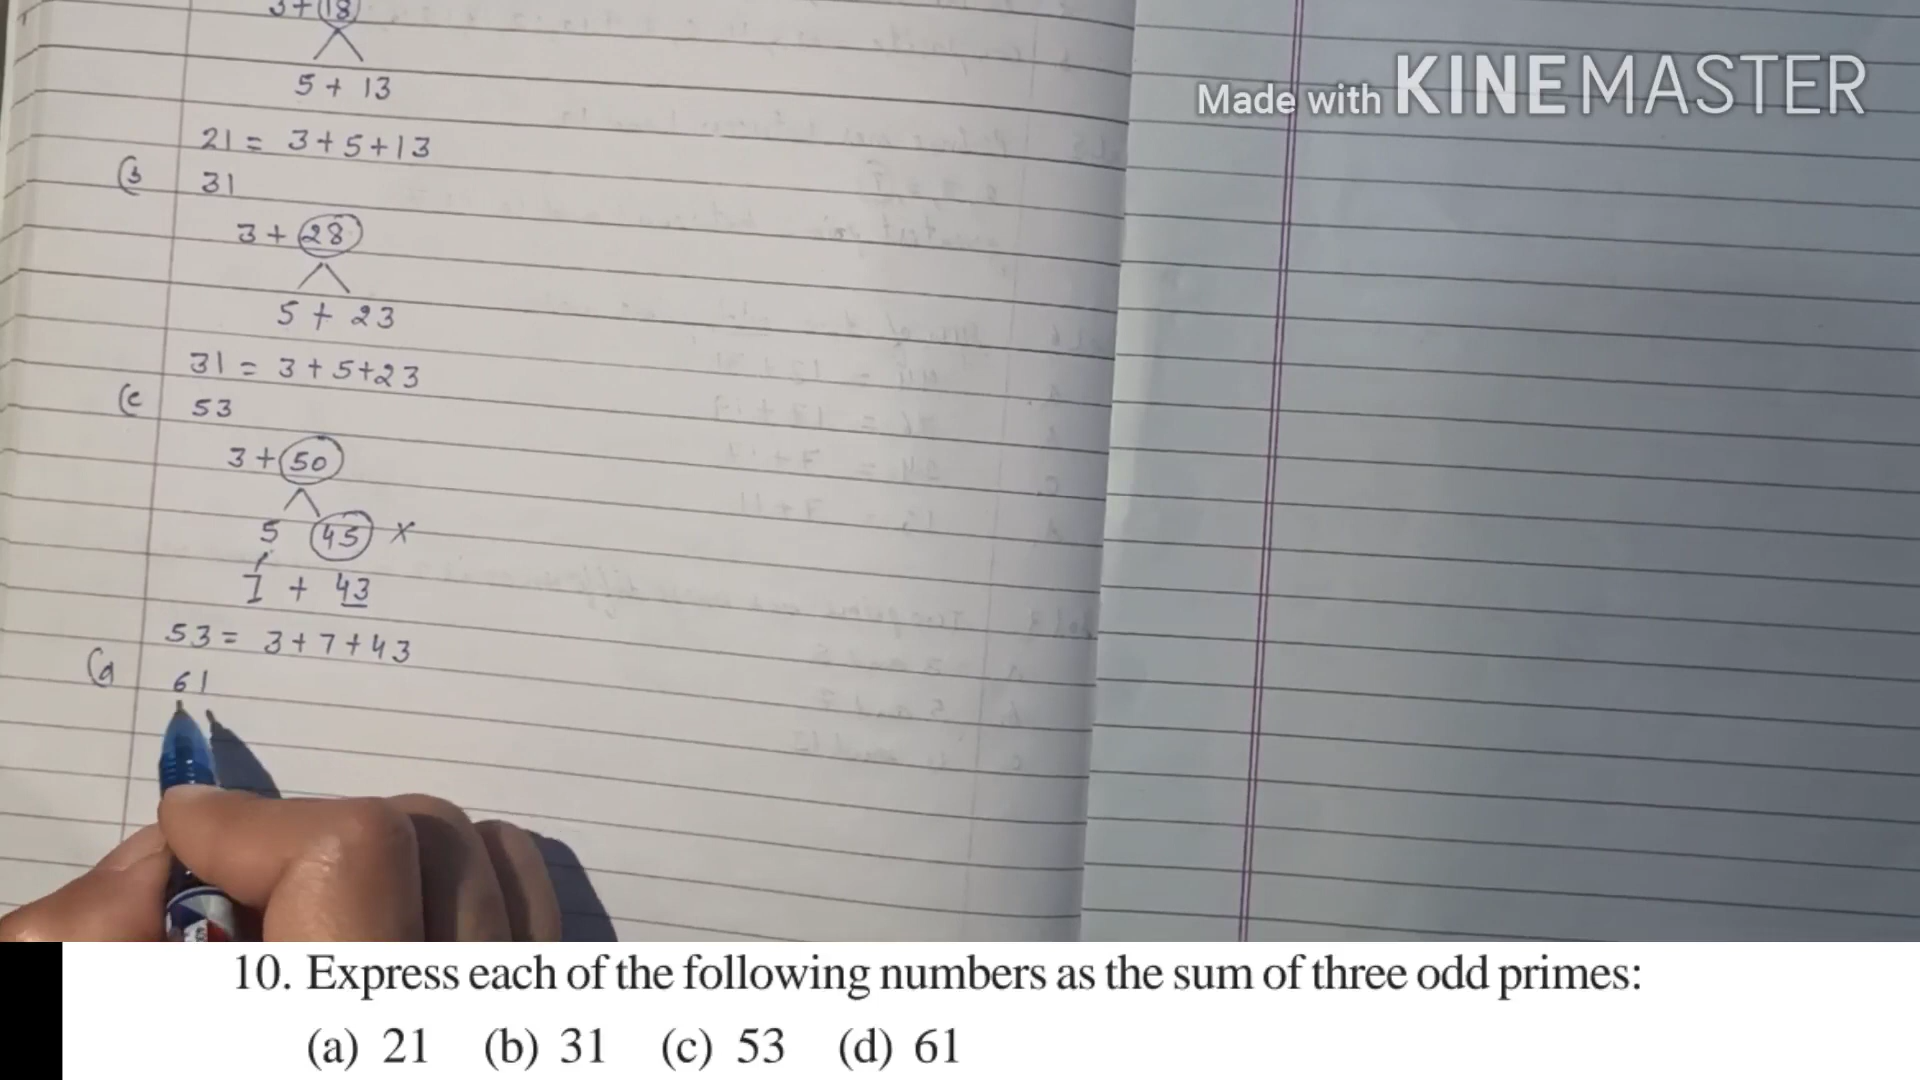 3+18
5 + 13
21 = 3+5+13
(b 31
3 + 28
5 + 23
31 = 3+5+23
(c 53
3 + 50
5 45 x
7 + 43
53 = 3+7+43
(d 61
Made with KINEMASTER
10. Express each of the following numbers as the sum of three odd primes:
(a) 21 (b) 31 (c) 53 (d) 61